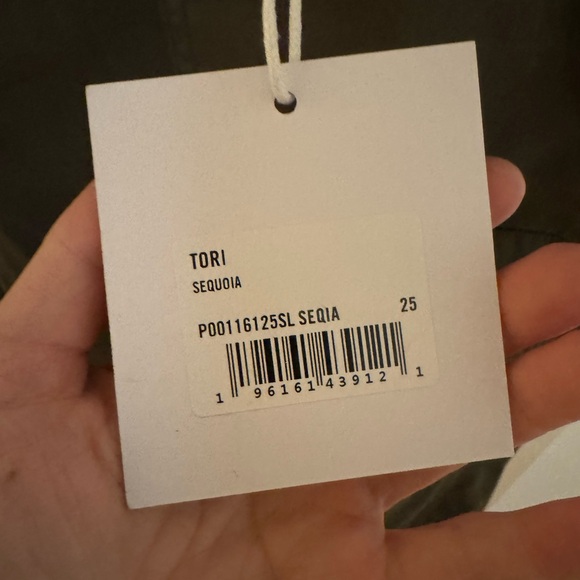 TORI
SEQUOIA
P00116125SL SEQIA 25
1 96161 43912 1